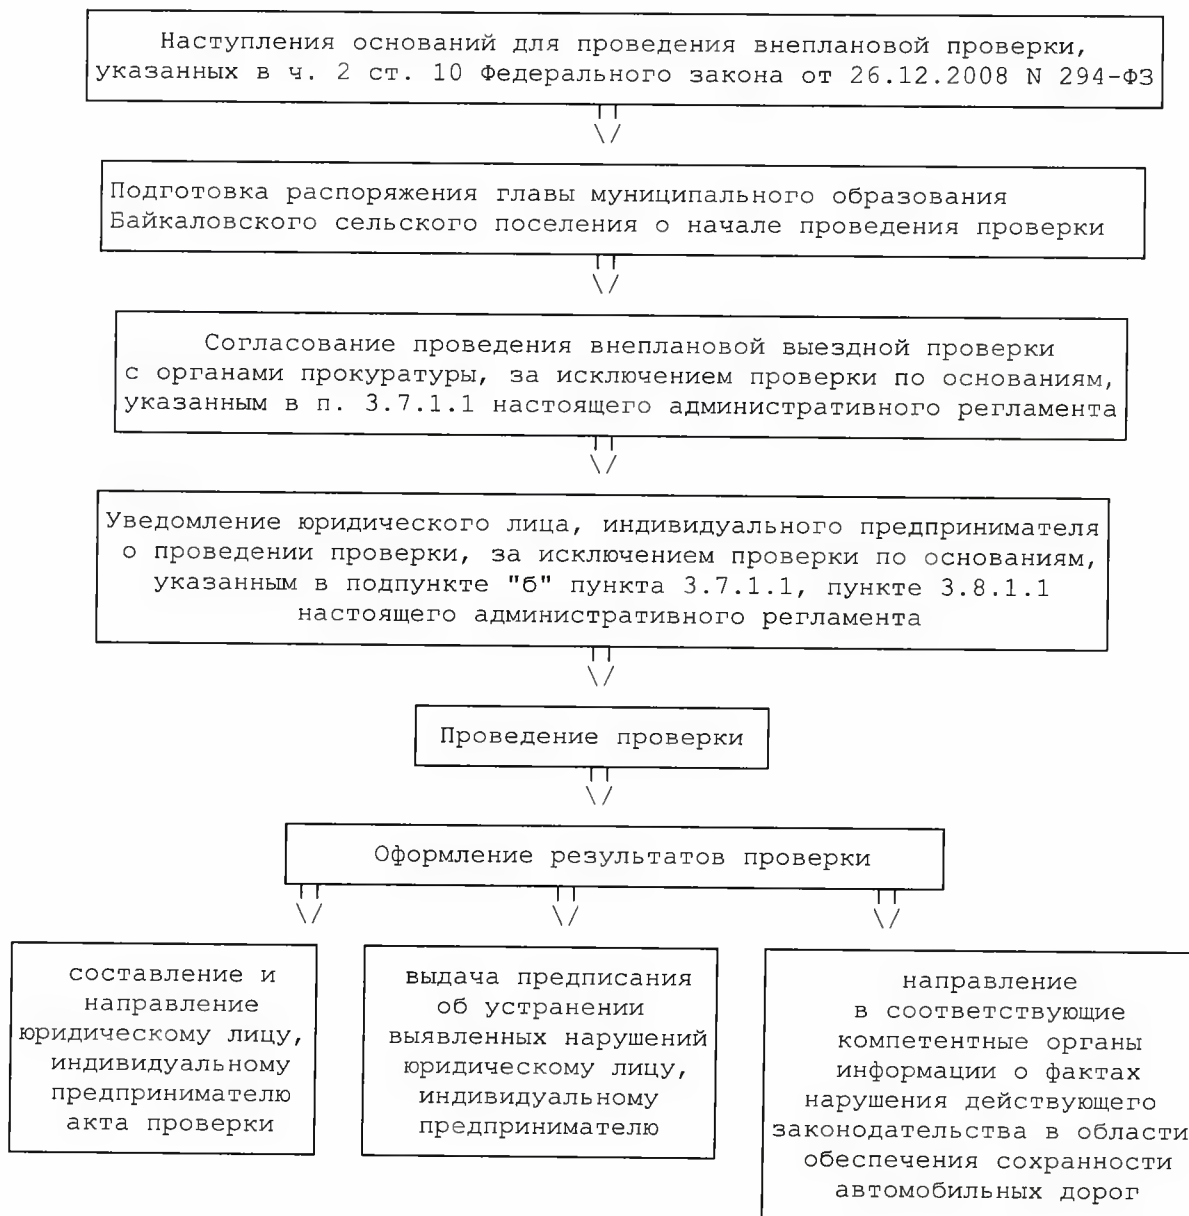 Наступления оснований для проведения внеплановой проверки,
указанных в ч. 2 ст. 10 Федерального закона от 26.12.2008 N 294-ФЗ
Подготовка распоряжения главы муниципального образования
Байкаловского сельского поселения о начале проведения проверки
Согласование проведения внеплановой выездной проверки
с органами прокуратуры, за исключением проверки по основаниям,
указанным в п. 3.7.1.1 настоящего административного регламента
Уведомление юридического лица, индивидуального предпринимателя
о проведении проверки, за исключением проверки по основаниям,
указанным в подпункте "б" пункта 3.7.1.1, пункте 3.8.1.1
настоящего административного регламента
Проведение проверки
Оформление результатов проверки
составление и
направление
юридическому лицу,
индивидуальному
предпринимателю
акта проверки
выдача предписания
об устранении
выявленных нарушений
юридическому лицу,
индивидуальному
предпринимателю
направление
в соответствующие
компетентные органы
информации о фактах
нарушения действующего
законодательства в области
обеспечения сохранности
автомобильных дорог